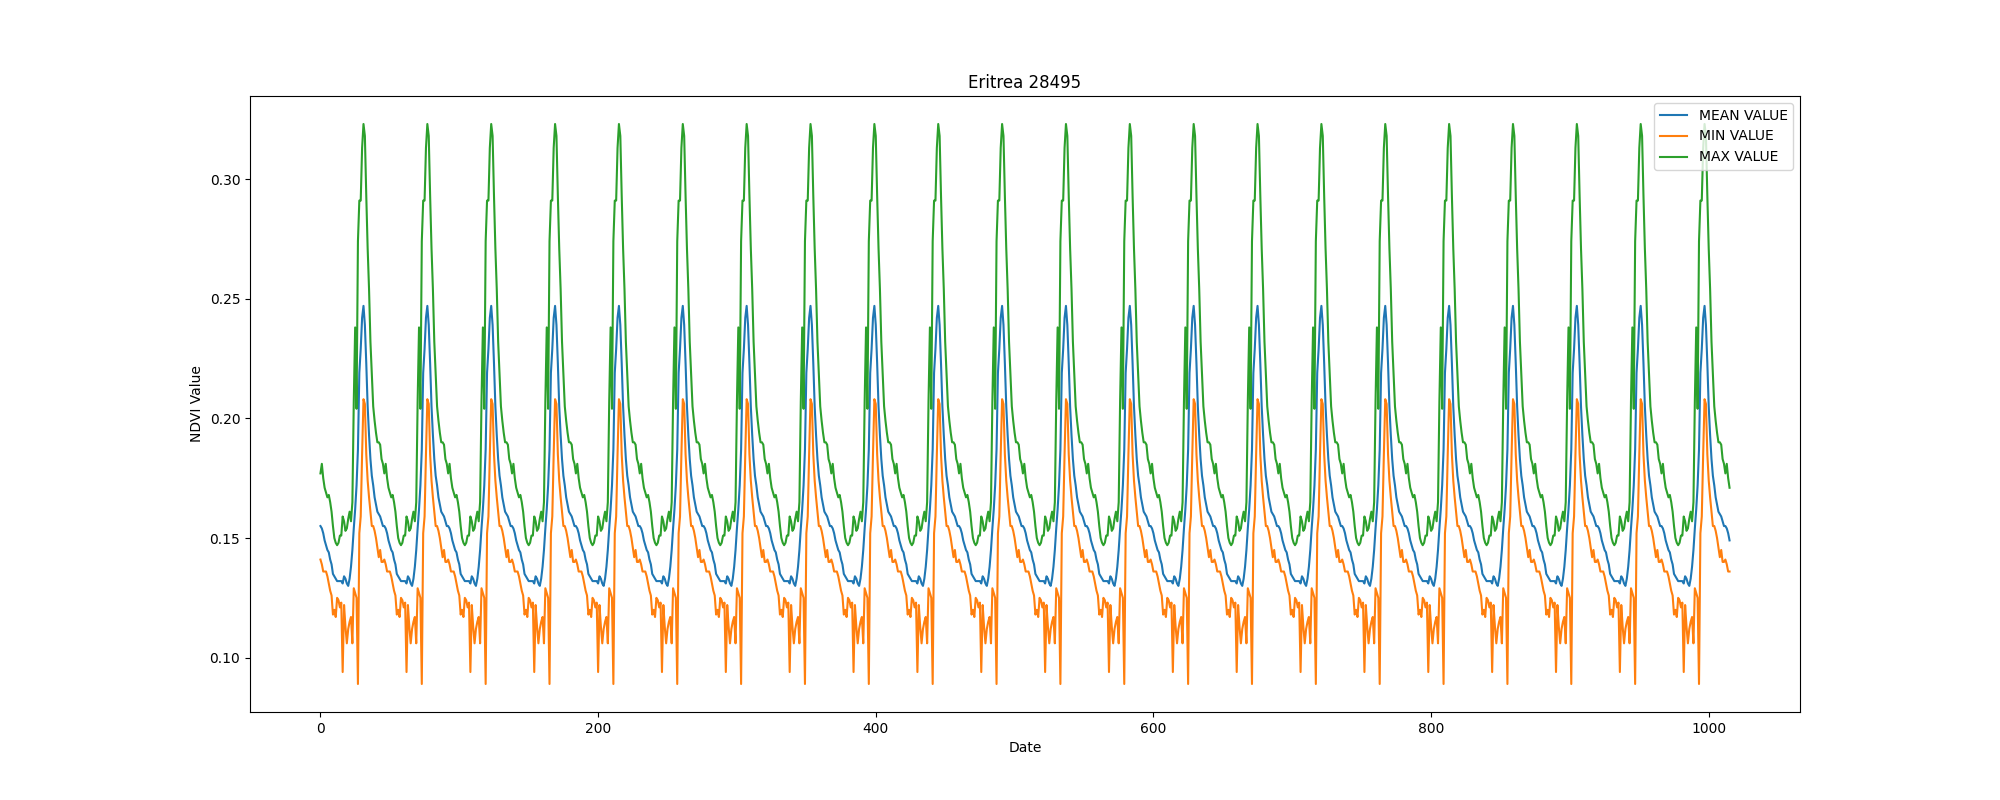 Eritrea 28495
MEAN VALUE
MIN VALUE
MAX VALUE
NDVI Value
0.30
0.25
0.20
0.15
0.10
0
200
400
600
800
1000
Date